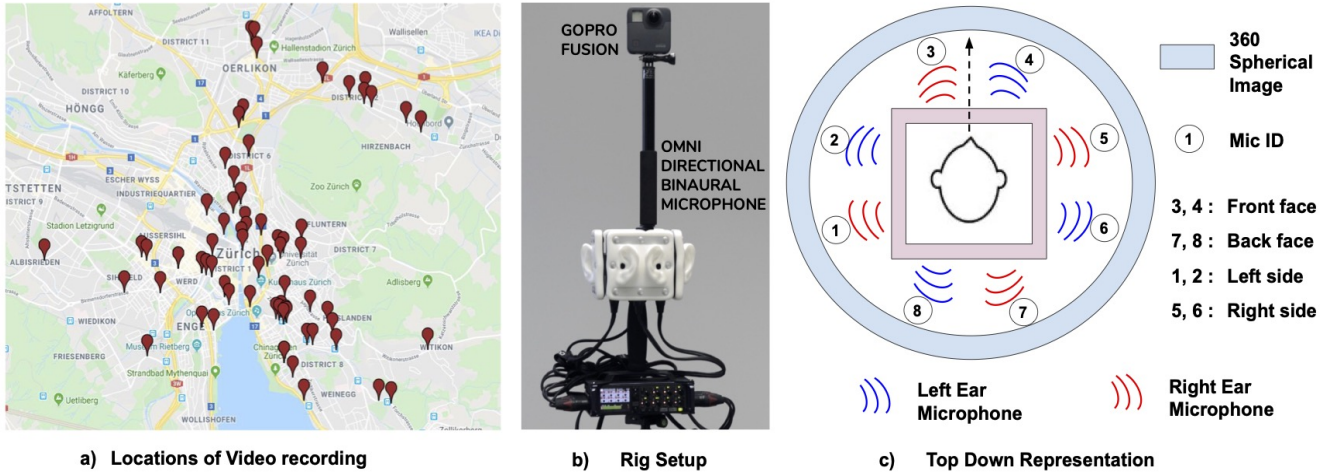 AFFOLTERN
Wallisellen
IKEA Di
DISTRICT 11
Hallenstadion Zürich
OERLIKON
Käferberg
DISTRICT 10
HÖNGG
HIRZENBACH
DISTRICT 6
ESCHER WYSS
INDUSTRIEQUARTIER
Zoo Zürich
TSTETTEN
DISTRICT 9
Stadion Letzigrund
AUSSERSIHL
FLUNTERN
DISTRICT 7
ALBISRIEDEN
Zürich
DISTRICT 1
WERD
Adlisberg
WIEDIKON
ENGE
WITIKON
FRIESENBERG
Museum Rietberg
Strandbad Mythenquai
DISTRICT 8
Uetliberg
WEINEGG
WOLLISHOFEN
Zollikerberg
a) Locations of Video recording
GOPRO
FUSION
OMNI
DIRECTIONAL
BINAURAL
MICROPHONE
b) Rig Setup
3
4
2
5
1
6
8
7
360
Spherical
Image
1 Mic ID
3, 4 : Front face
7, 8 : Back face
1, 2 : Left side
5, 6 : Right side
Left Ear
Microphone
Right Ear
Microphone
c) Top Down Representation